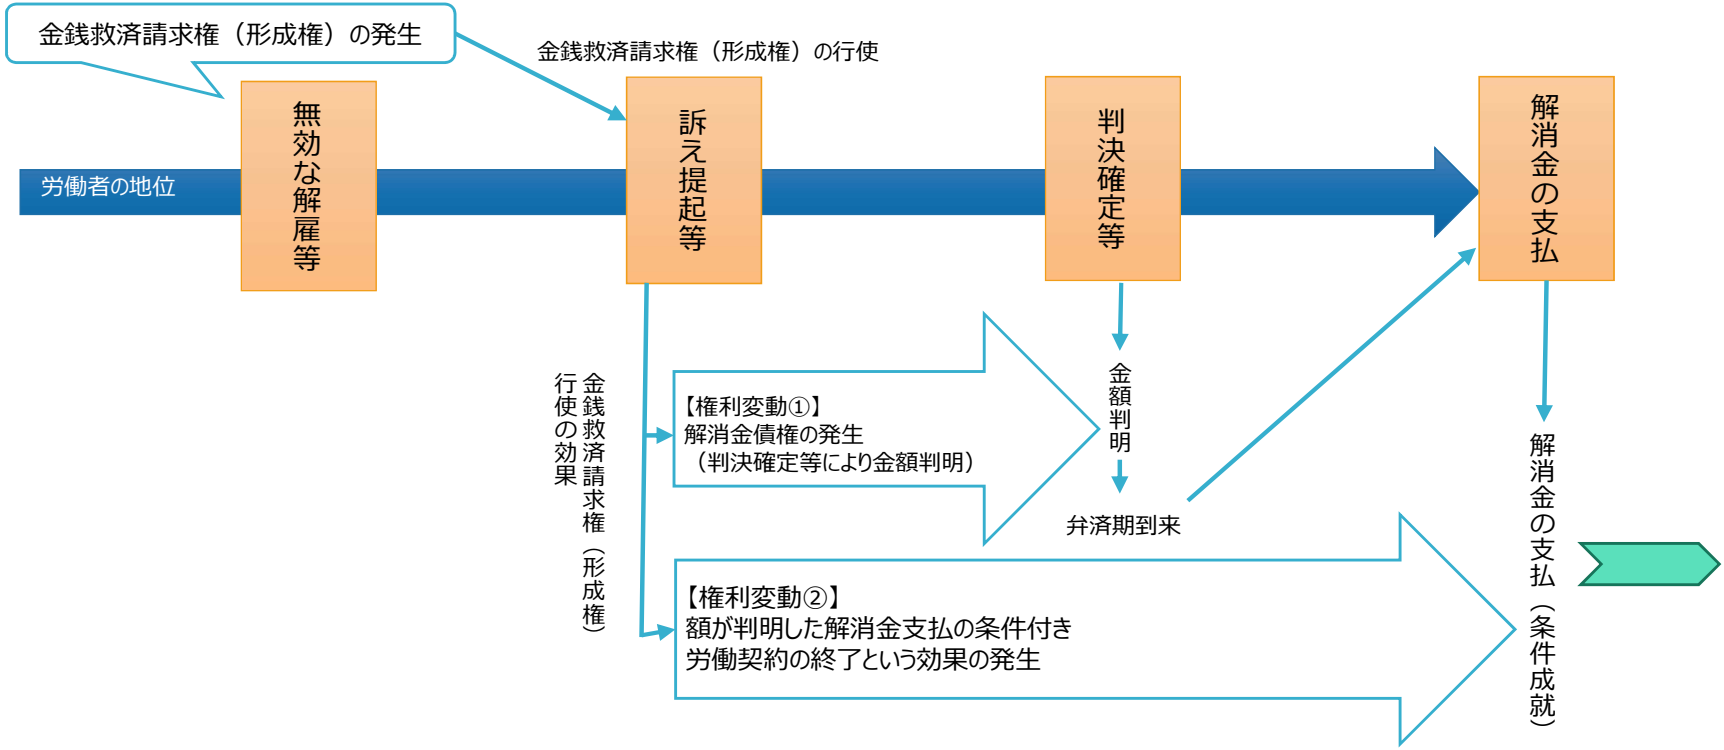 金銭救済請求権（形成権）の発生
金銭救済請求権（形成権）の行使
労働者の地位
無効な解雇等
訴え提起等
判決確定等
解消金の支払
金銭救済請求権（形成権）
行使の効果
【権利変動①】
解消金債権の発生
（判決確定等により金額判明）
金額判明
弁済期到来
【権利変動②】
額が判明した解消金支払の条件付き
労働契約の終了という効果の発生
解消金の支払（条件成就）